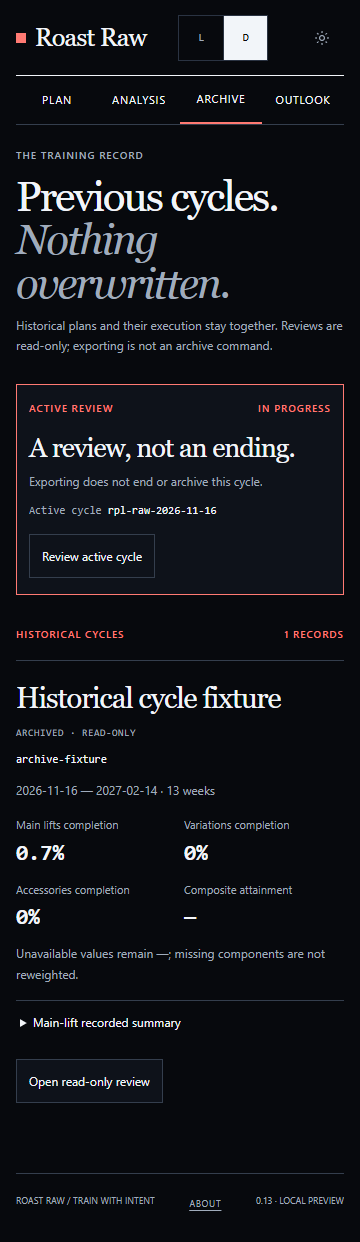 Roast Raw
L D
PLAN ANALYSIS ARCHIVE OUTLOOK
THE TRAINING RECORD
Previous cycles.
Nothing
overwritten.
Historical plans and their execution stay together. Reviews are
read-only; exporting is not an archive command.
ACTIVE REVIEW IN PROGRESS
A review, not an ending.
Exporting does not end or archive this cycle.
Active cycle rpl-raw-2026-11-16
Review active cycle
HISTORICAL CYCLES 1 RECORDS
Historical cycle fixture
ARCHIVED · READ-ONLY
archive-fixture
2026-11-16 — 2027-02-14 · 13 weeks
Main lifts completion Variations completion
0.7% 0%
Accessories completion Composite attainment
0% —
Unavailable values remain —; missing components are not
reweighted.
▶ Main-lift recorded summary
Open read-only review
ROAST RAW / TRAIN WITH INTENT ABOUT 0.13 · LOCAL PREVIEW